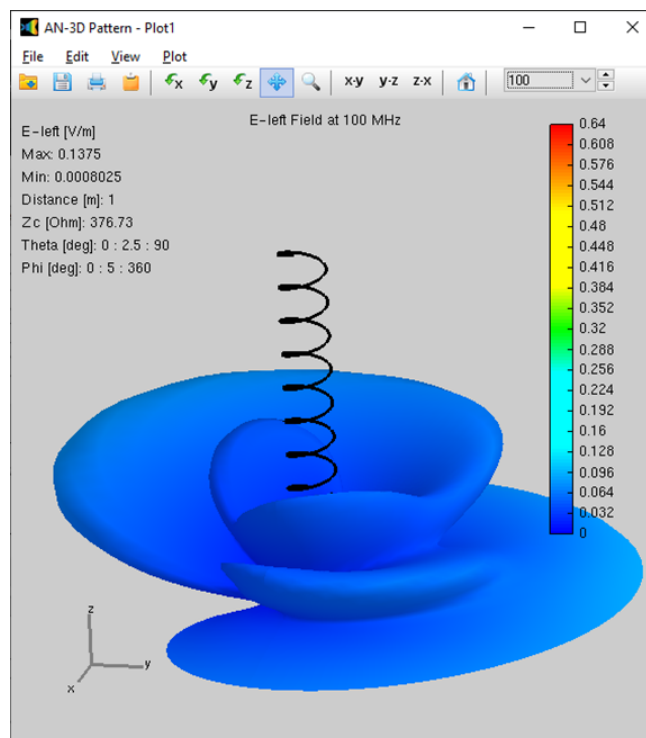 AN-3D Pattern - Plot1
File Edit View Plot
x y z x-y y-z z-x 100
E-left Field at 100 MHz
E-left [V/m]
Max: 0.1375
Min: 0.0008025
Distance [m]: 1
Zc [Ohm]: 376.73
Theta [deg]: 0 : 2.5 : 90
Phi [deg]: 0 : 5 : 360
0.64
0.608
0.576
0.544
0.512
0.48
0.448
0.416
0.384
0.352
0.32
0.288
0.256
0.224
0.192
0.16
0.128
0.096
0.064
0.032
0
z
y
x